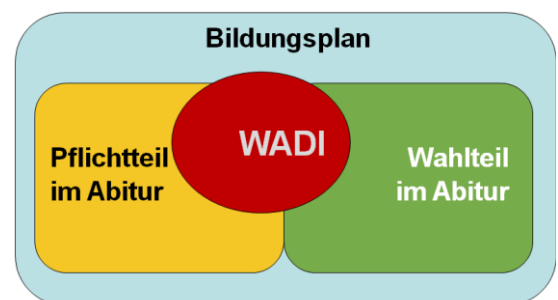 Bildungsplan
WADI
Pflichtteil
im Abitur
Wahlteil
im Abitur